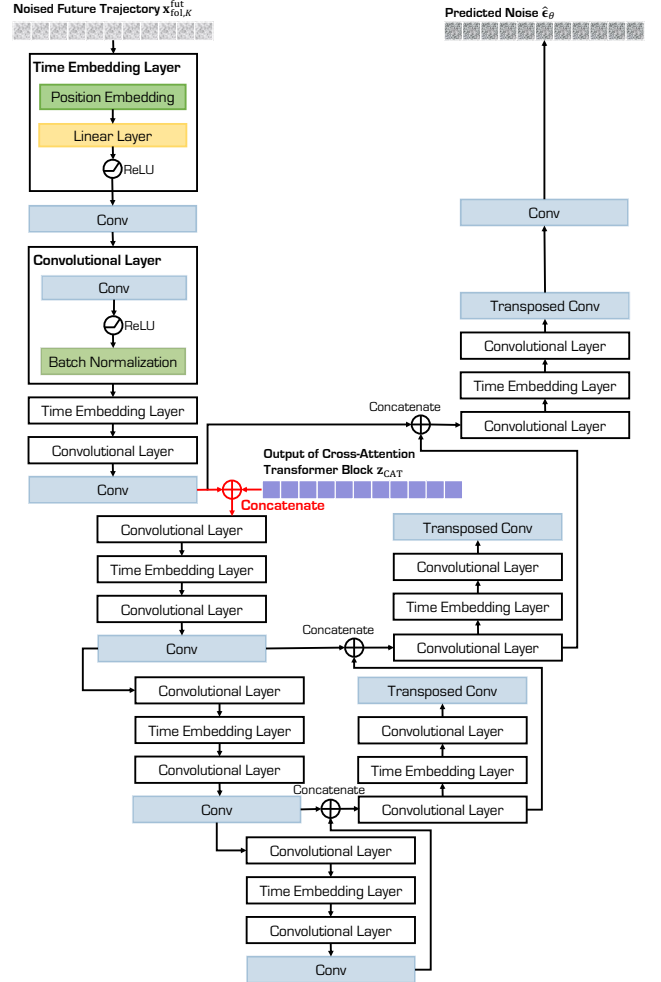 Noised Future Trajectory x^fut_fol,K
Time Embedding Layer
Position Embedding
Linear Layer
ReLU
Conv
Convolutional Layer
Conv
ReLU
Batch Normalization
Time Embedding Layer
Convolutional Layer
Conv
Output of Cross-Attention
Transformer Block z_CAT
Concatenate
Convolutional Layer
Time Embedding Layer
Convolutional Layer
Conv
Convolutional Layer
Time Embedding Layer
Convolutional Layer
Conv
Convolutional Layer
Time Embedding Layer
Convolutional Layer
Conv
Concatenate
Convolutional Layer
Time Embedding Layer
Convolutional Layer
Transposed Conv
Concatenate
Convolutional Layer
Time Embedding Layer
Convolutional Layer
Transposed Conv
Concatenate
Convolutional Layer
Time Embedding Layer
Convolutional Layer
Transposed Conv
Conv
Predicted Noise ϵ̂_θ